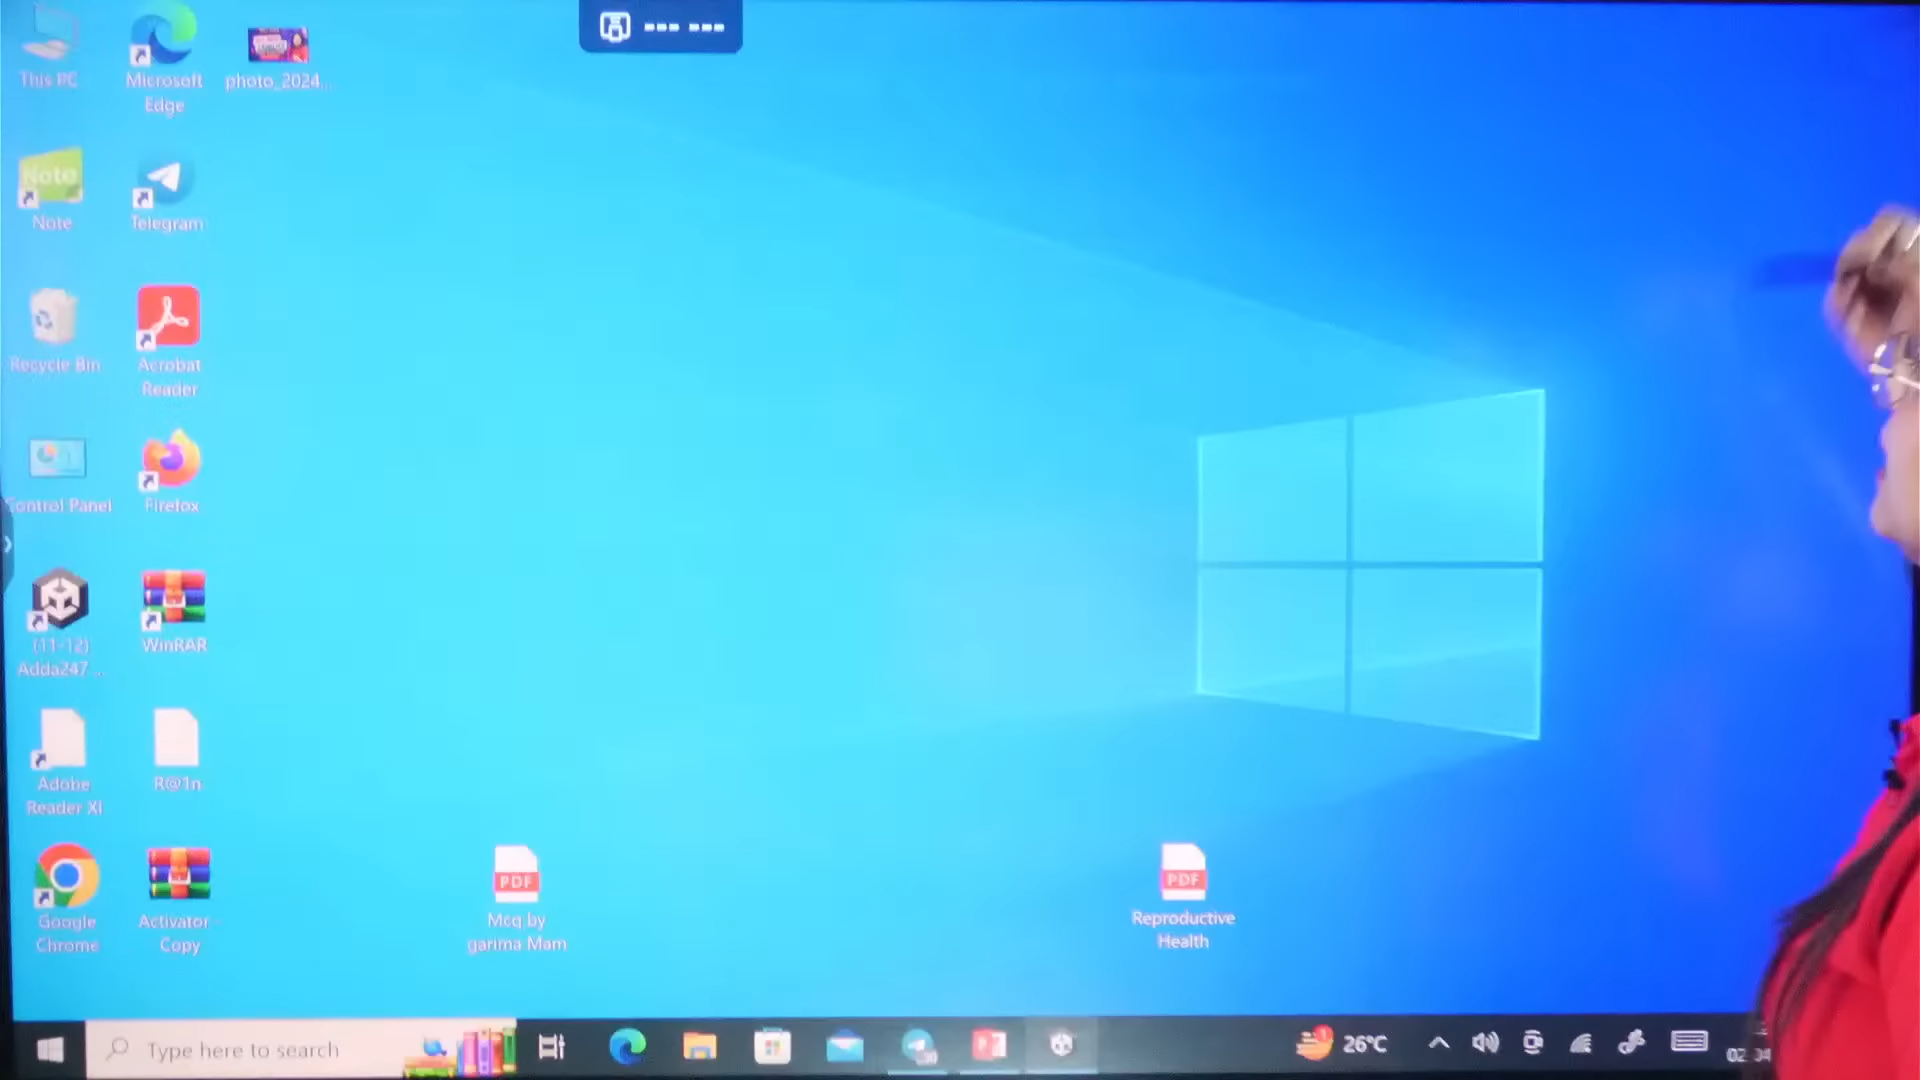 This PC
Microsoft
Edge
photo_2024...
Note
Note
Telegram
Recycle Bin
Acrobat
Reader
Control Panel
Firefox
(11-12)
Adda247 ...
WinRAR
Adobe
Reader XI
R@1n
Google
Chrome
Activator -
Copy
PDF
Mcq by
garima Mam
PDF
Reproductive
Health
Type here to search
26°C